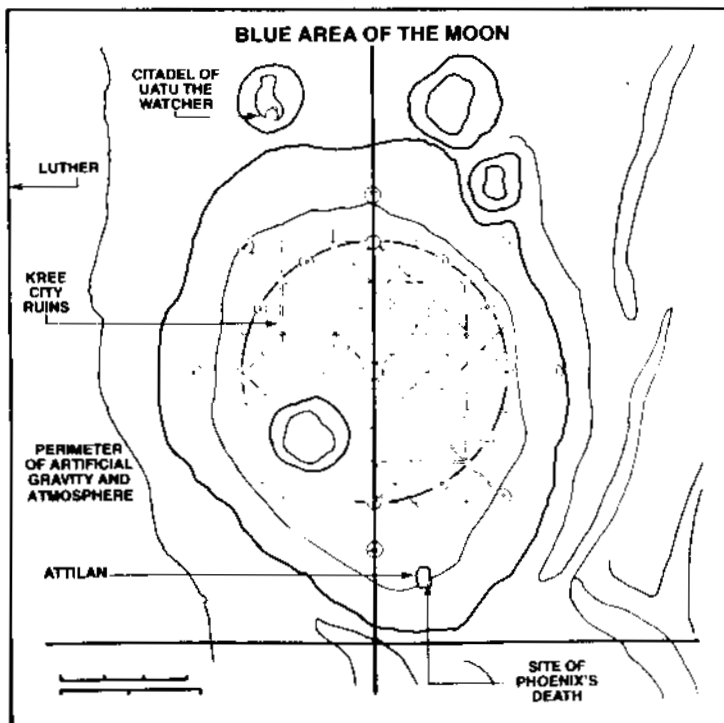 BLUE AREA OF THE MOON
CITADEL OF
UATU THE
WATCHER
LUTHER
KREE
CITY
RUINS
PERIMETER
OF ARTIFICIAL
GRAVITY AND
ATMOSPHERE
ATTILAN
SITE OF
PHOENIX'S
DEATH